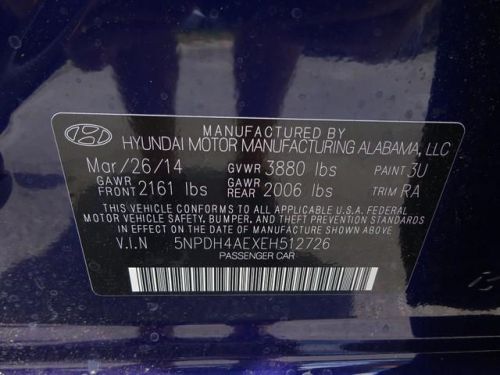 MANUFACTURED BY
HYUNDAI MOTOR MANUFACTURING ALABAMA, LLC
Mar/26/14 GVWR 3880 lbs PAINT 3U
GAWR FRONT 2161 lbs GAWR REAR 2006 lbs TRIM RA
THIS VEHICLE CONFORMS TO ALL APPLICABLE U.S.A FEDERAL
MOTOR VEHICLE SAFETY, BUMPER, AND THEFT PREVENTION STANDARDS
IN EFFECT ON THE DATE OF MANUFACTURE SHOWN ABOVE.
V.I.N 5NPDH4AEXEH512726
PASSENGER CAR